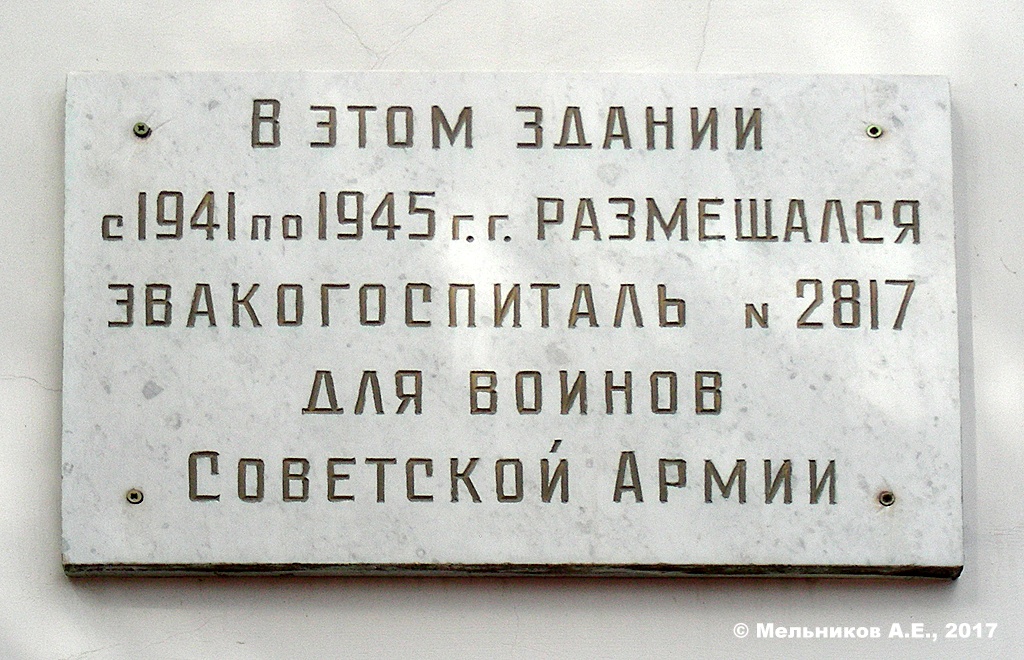 В ЭТОМ ЗДАНИИ
с 1941 по 1945 г.г. РАЗМЕЩАЛСЯ
ЭВАКОГОСПИТАЛЬ N 2817
ДЛЯ ВОИНОВ
СОВЕТСКОЙ АРМИИ
© Мельников А.Е., 2017